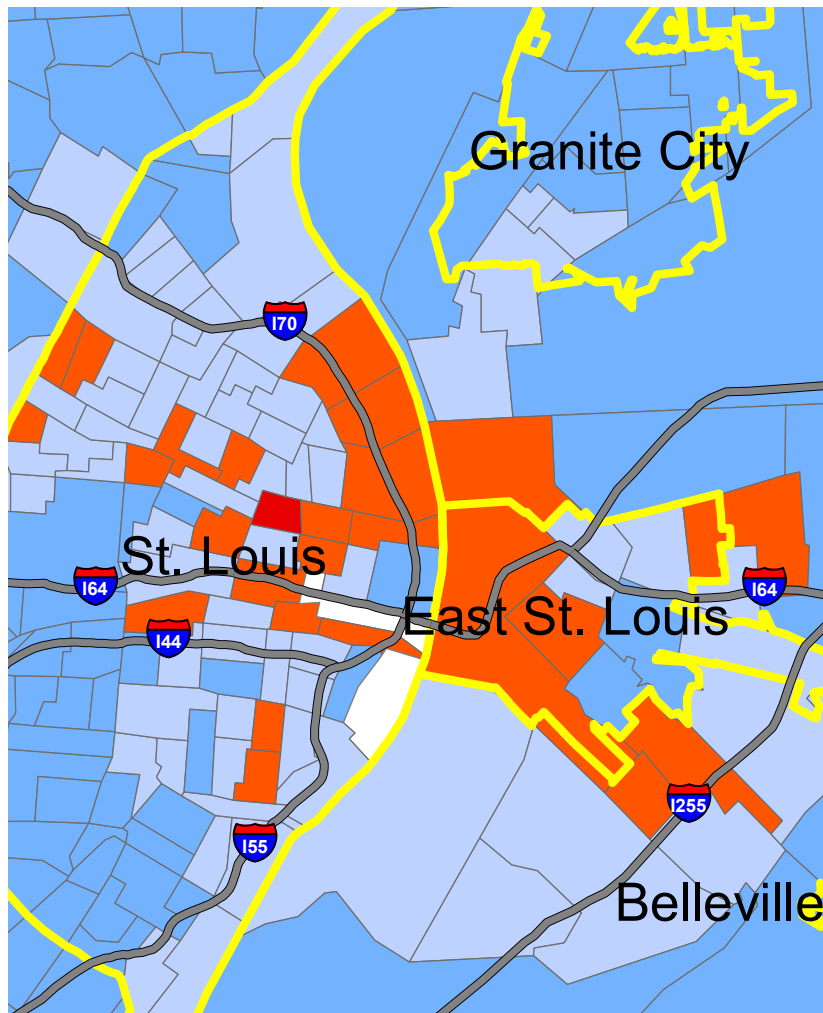 Granite City
I70
St. Louis
I64
I64
East St. Louis
I44
I255
I55
Belleville